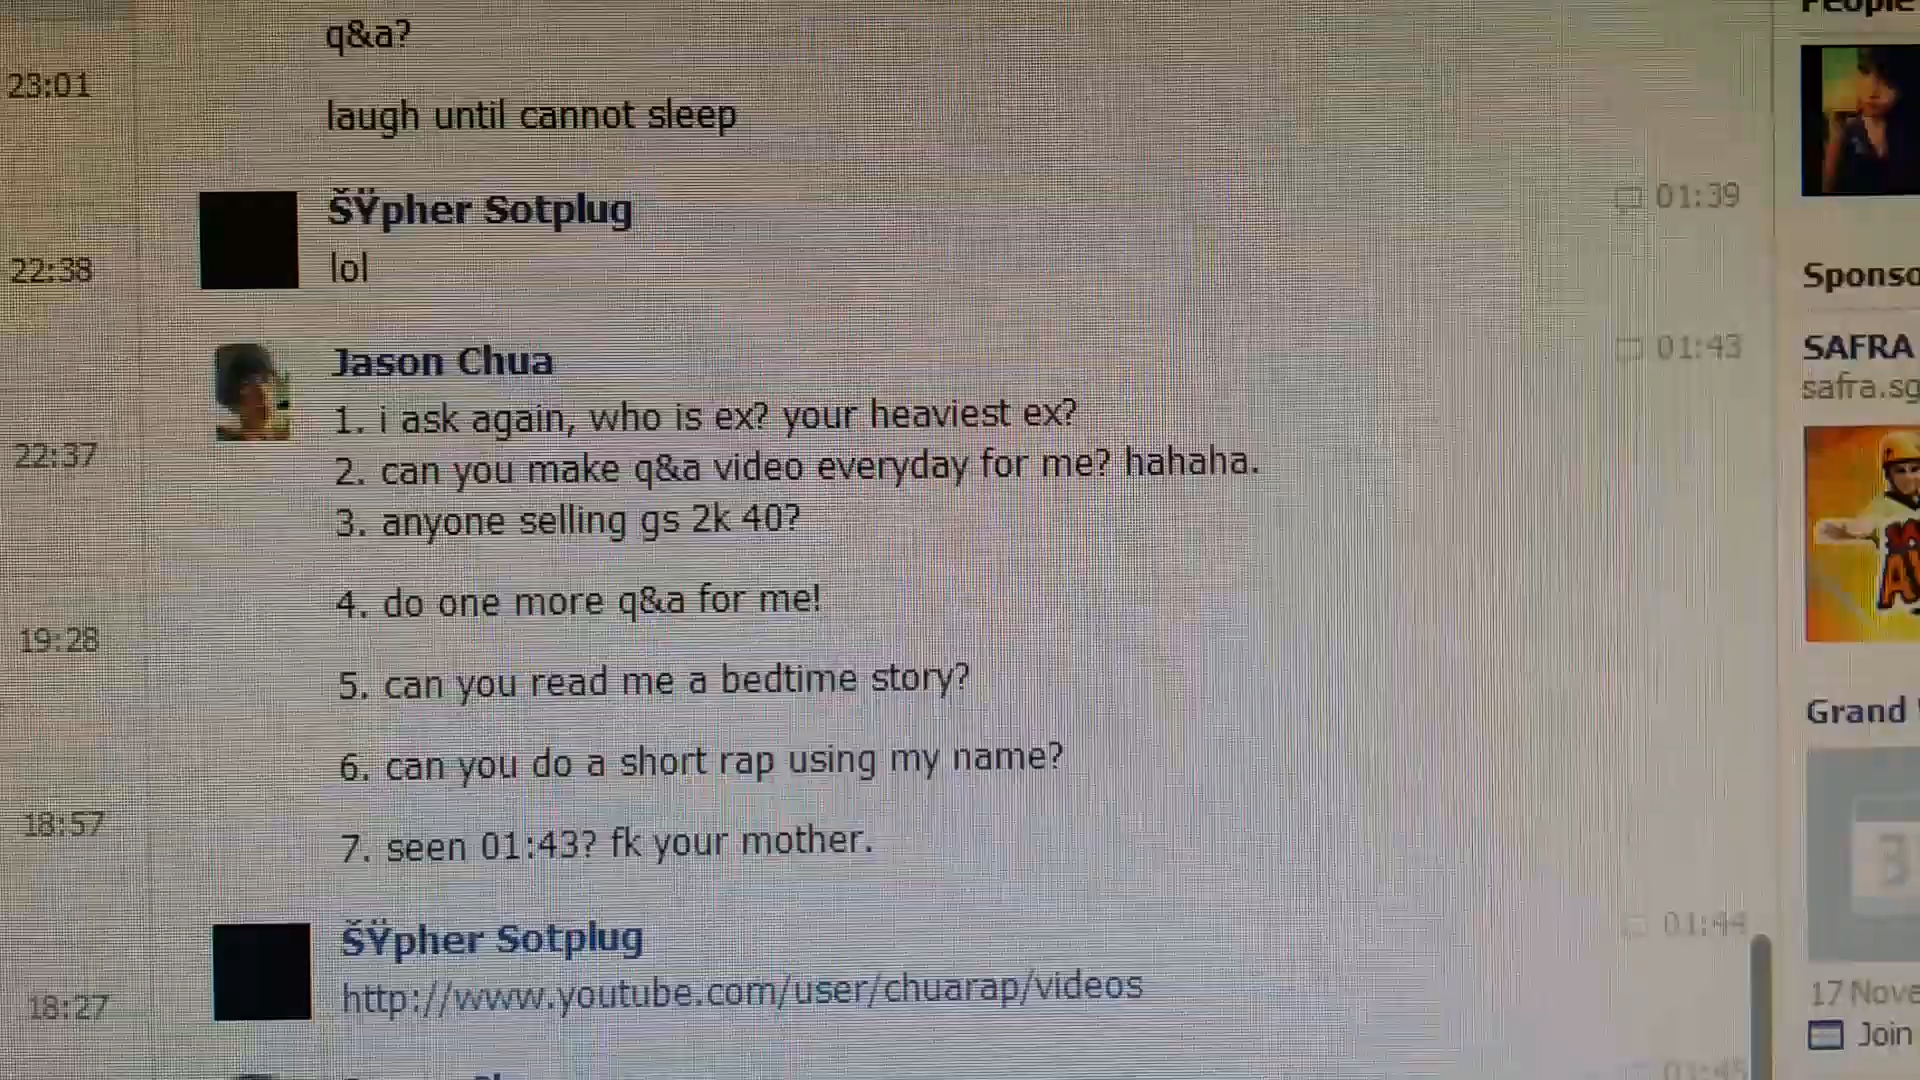 q&a?
23:01
laugh until cannot sleep
ŠŸpher Sotplug
01:39
lol
22:38
Sponso
Jason Chua
01:43
SAFRA
safra.sg
1. i ask again, who is ex? your heaviest ex?
22:37
2. can you make q&a video everyday for me? hahaha.
3. anyone selling gs 2k 40?
4. do one more q&a for me!
19:28
5. can you read me a bedtime story?
Grand
6. can you do a short rap using my name?
18:57
7. seen 01:43? fk your mother.
ŠŸpher Sotplug
01:44
http://www.youtube.com/user/chuarap/videos
18:27
17 Nove
Join